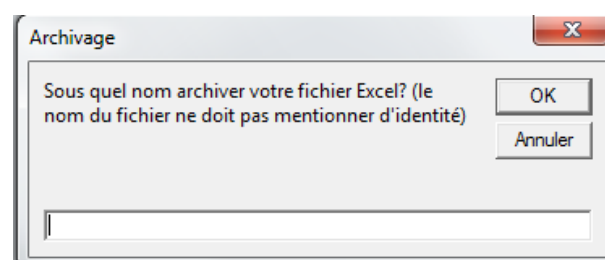 Archivage
Sous quel nom archiver votre fichier Excel? (le
nom du fichier ne doit pas mentionner d'identité)
OK
Annuler